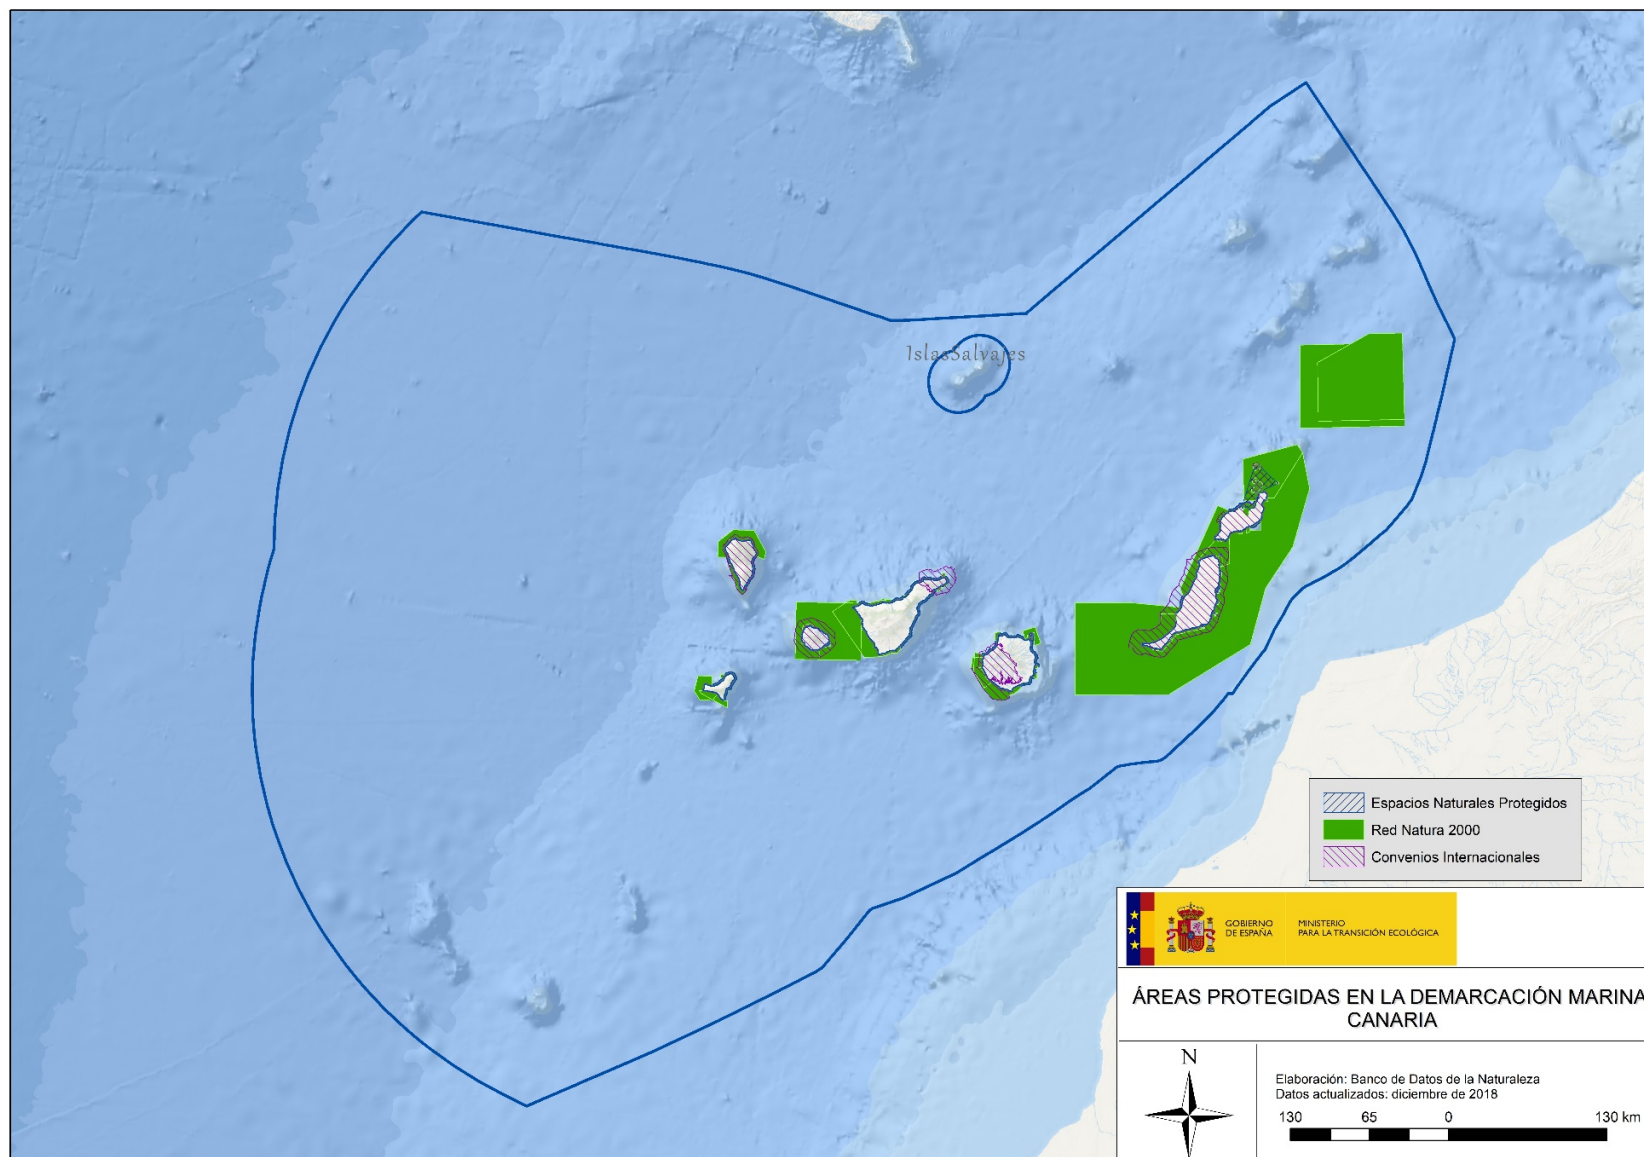 IslasSalvajes
Espacios Naturales Protegidos
Red Natura 2000
Convenios Internacionales
GOBIERNO
DE ESPAÑA
MINISTERIO
PARA LA TRANSICIÓN ECOLÓGICA
ÁREAS PROTEGIDAS EN LA DEMARCACIÓN MARINA
CANARIA
N
Elaboración: Banco de Datos de la Naturaleza
Datos actualizados: diciembre de 2018
130 65 0 130 km